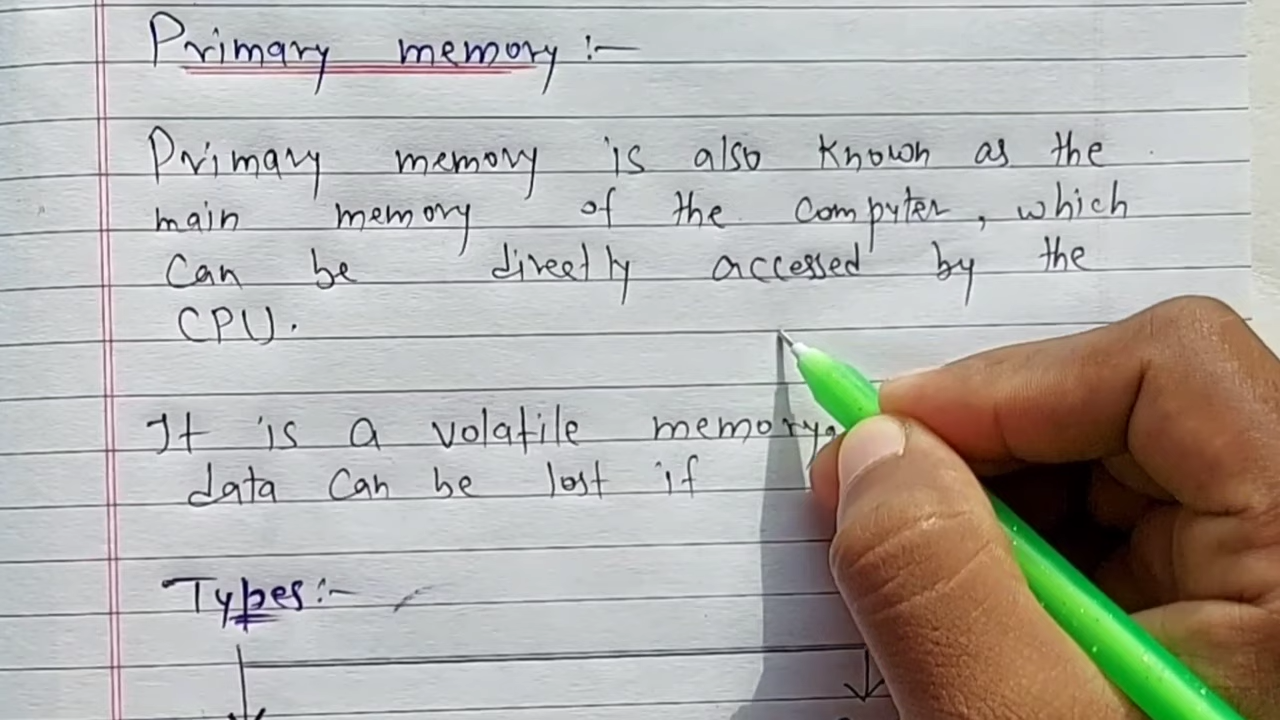 Primary memory :-
Primary memory is also known as the
main memory of the computer, which
can be directly accessed by the
CPU.
It is a volatile memory,
data can be lost if
Types :-